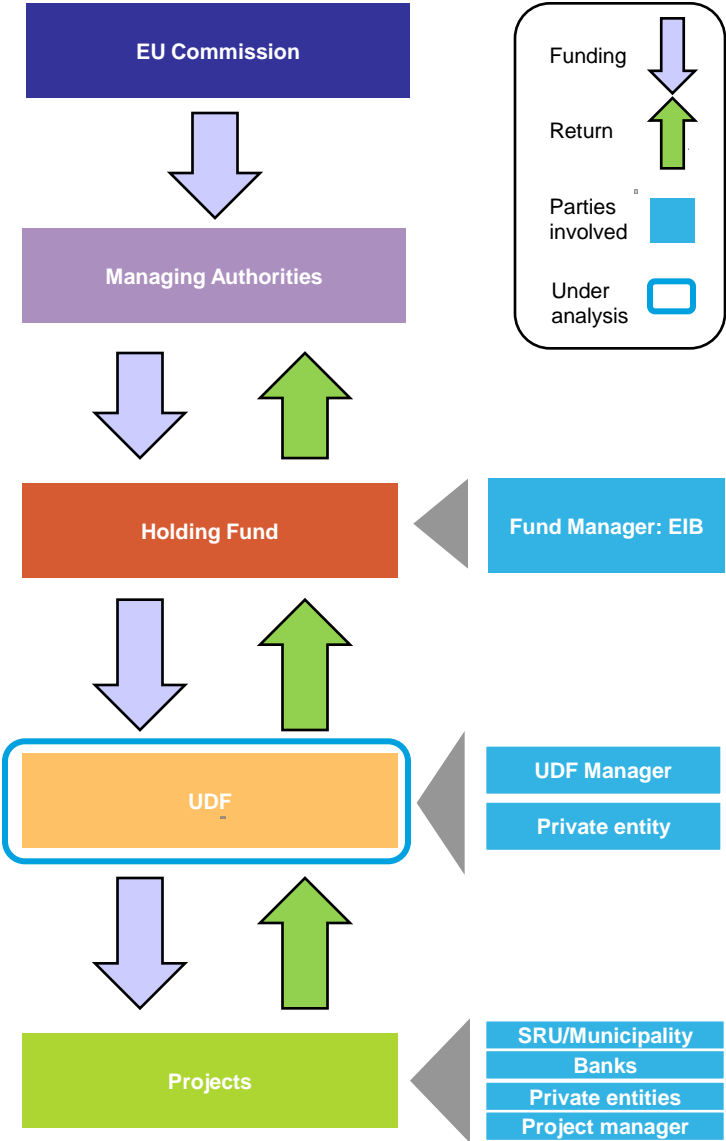 EU Commission
Funding
Return
Parties
involved
Under
analysis
Managing Authorities
Holding Fund
Fund Manager: EIB
UDF
UDF Manager
Private entity
Projects
SRU/Municipality
Banks
Private entities
Project manager